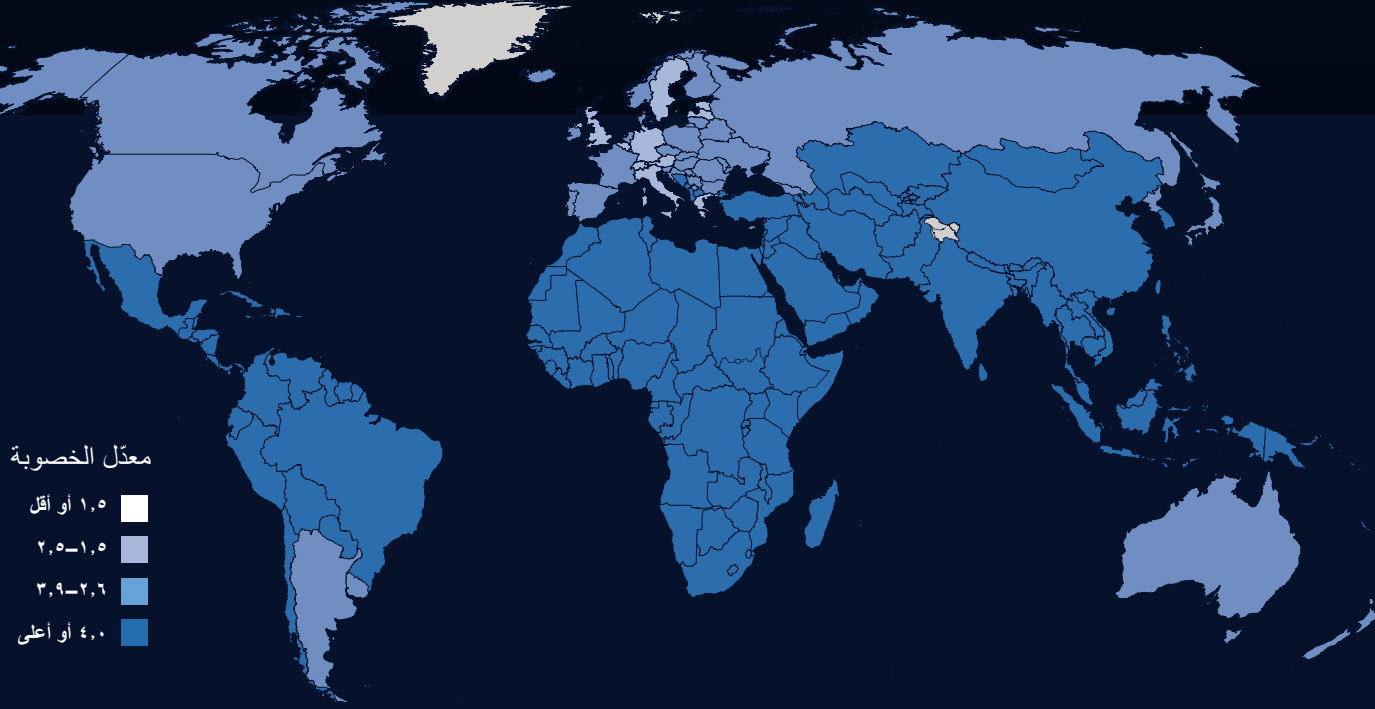 معدّل الخصوبة
١,٥ أو أقل
١,٥–٢,٥
٢,٦–٣,٩
٤,٠ أو أعلى